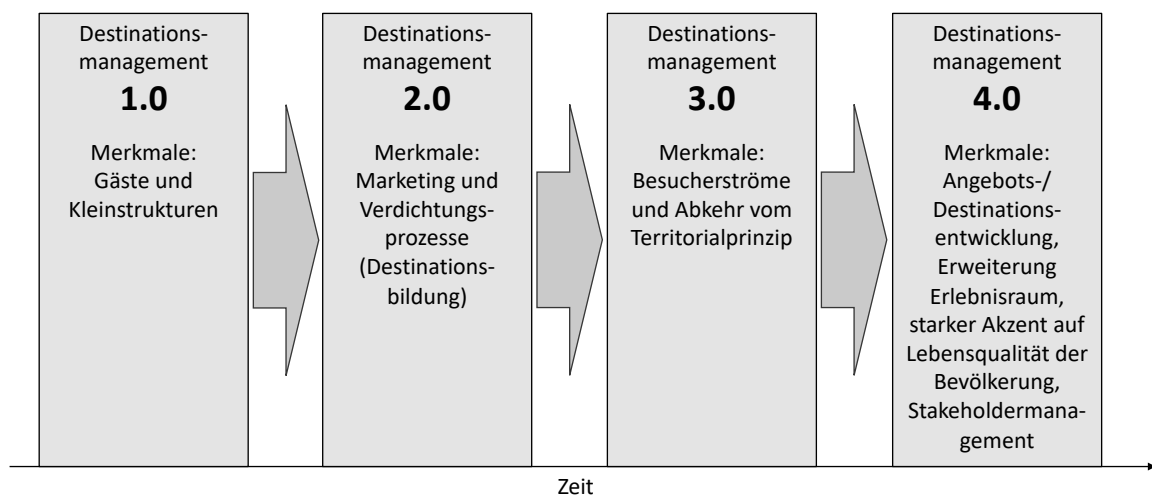 Destinations-
management
1.0
Merkmale:
Gäste und
Kleinstrukturen
Destinations-
management
2.0
Merkmale:
Marketing und
Verdichtungs-
prozesse
(Destinations-
bildung)
Destinations-
management
3.0
Merkmale:
Besucherströme
und Abkehr vom
Territorialprinzip
Destinations-
management
4.0
Merkmale:
Angebots-/
Destinations-
entwicklung,
Erweiterung
Erlebnisraum,
starker Akzent auf
Lebensqualität der
Bevölkerung,
Stakeholdermana-
gement
Zeit